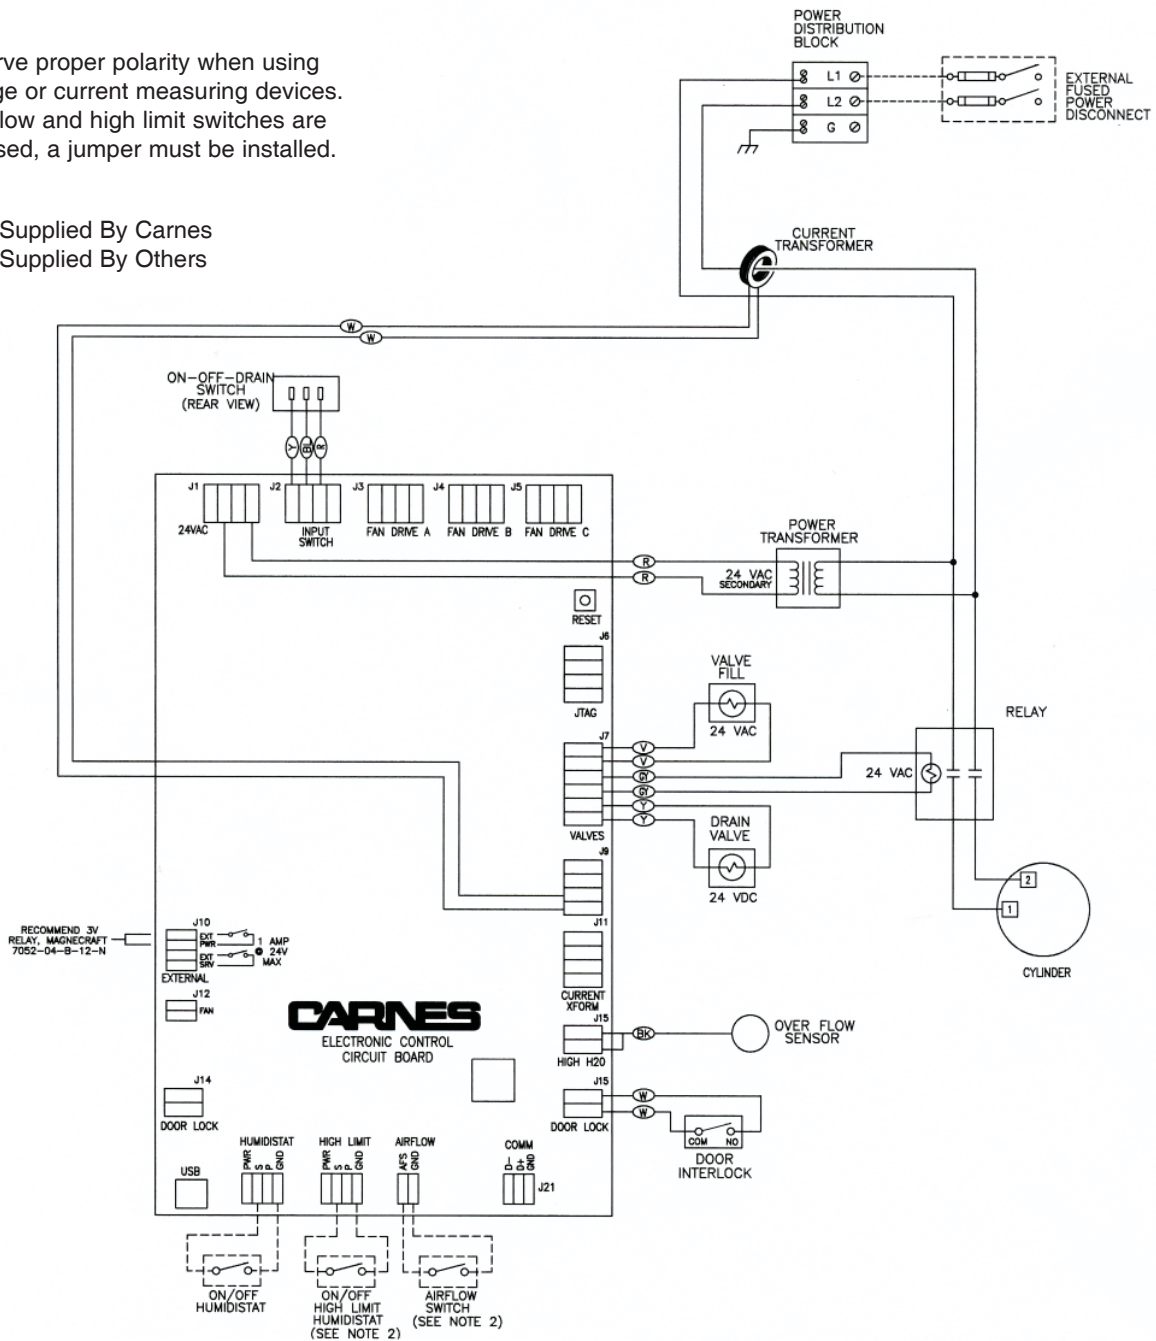 rve proper polarity when using
ge or current measuring devices.
low and high limit switches are
sed, a jumper must be installed.
Supplied By Carnes
Supplied By Others
POWER
DISTRIBUTION
BLOCK
L1
L2
G
EXTERNAL
FUSED
POWER
DISCONNECT
CURRENT
TRANSFORMER
W
W
ON-OFF-DRAIN
SWITCH
(REAR VIEW)
Y
BL
R
J1
J2
J3
J4
J5
24VAC
INPUT
SWITCH
FAN DRIVE A
FAN DRIVE B
FAN DRIVE C
POWER
TRANSFORMER
R
R
24 VAC
SECONDARY
RESET
J6
JTAG
VALVE
FILL
24 VAC
J7
V
V
GY
GY
Y
Y
VALVES
RELAY
24 VAC
DRAIN
VALVE
24 VDC
J9
2
1
CYLINDER
RECOMMEND 3V
RELAY, MAGNECRAFT
7052-04-B-12-N
J10
EXT
PWR
EXT
SRV
1 AMP
@ 24V
MAX
EXTERNAL
J11
CURRENT
XFORM
J12
FAN
CARNES
ELECTRONIC CONTROL
CIRCUIT BOARD
J15
HIGH H20
BK
OVER FLOW
SENSOR
J14
DOOR LOCK
J15
DOOR LOCK
W
W
COM
NO
DOOR
INTERLOCK
USB
HUMIDISTAT
PWR
S
P
GND
HIGH LIMIT
PWR
S
P
GND
AIRFLOW
AFS
GND
COMM
D-
D+
GND
J21
ON/OFF
HUMIDISTAT
ON/OFF
HIGH LIMIT
HUMIDISTAT
(SEE NOTE 2)
AIRFLOW
SWITCH
(SEE NOTE 2)